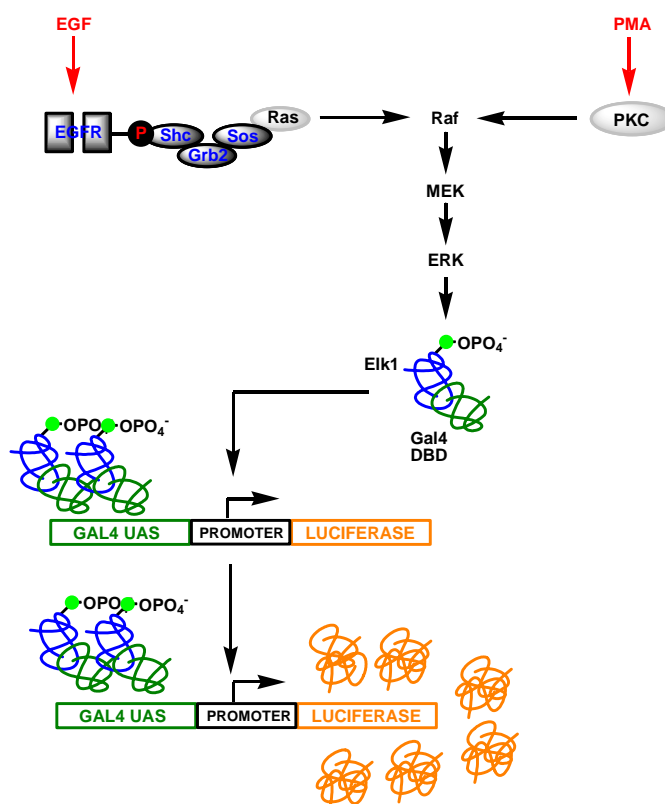 EGF
PMA
EGFR
P
Shc
Grb2
Sos
Ras
Raf
PKC
MEK
ERK
OPO4-
Elk1
Gal4
DBD
OPO
OPO4-
GAL4 UAS
PROMOTER
LUCIFERASE
OPO
OPO4-
GAL4 UAS
PROMOTER
LUCIFERASE